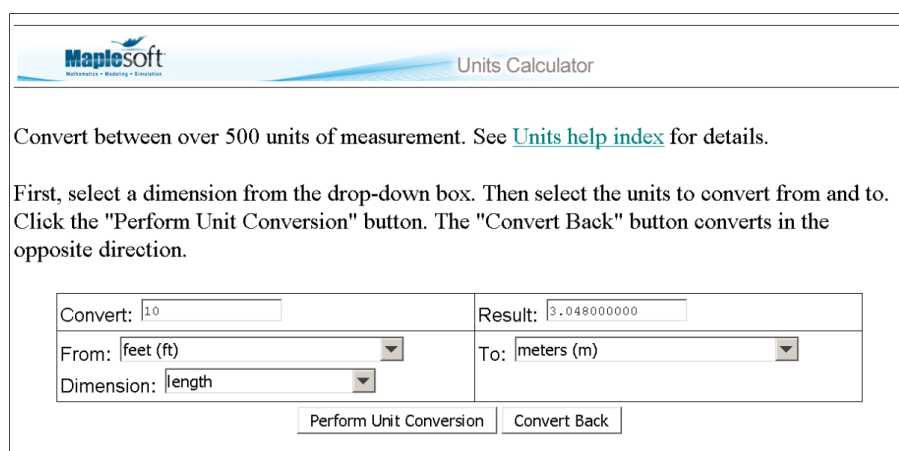 Maplesoft
Mathematics • Modeling • Simulation
Units Calculator
Convert between over 500 units of measurement. See Units help index for details.
First, select a dimension from the drop-down box. Then select the units to convert from and to.
Click the "Perform Unit Conversion" button. The "Convert Back" button converts in the
opposite direction.
Convert: 10
Result: 3.048000000
From: feet (ft)
To: meters (m)
Dimension: length
Perform Unit Conversion
Convert Back